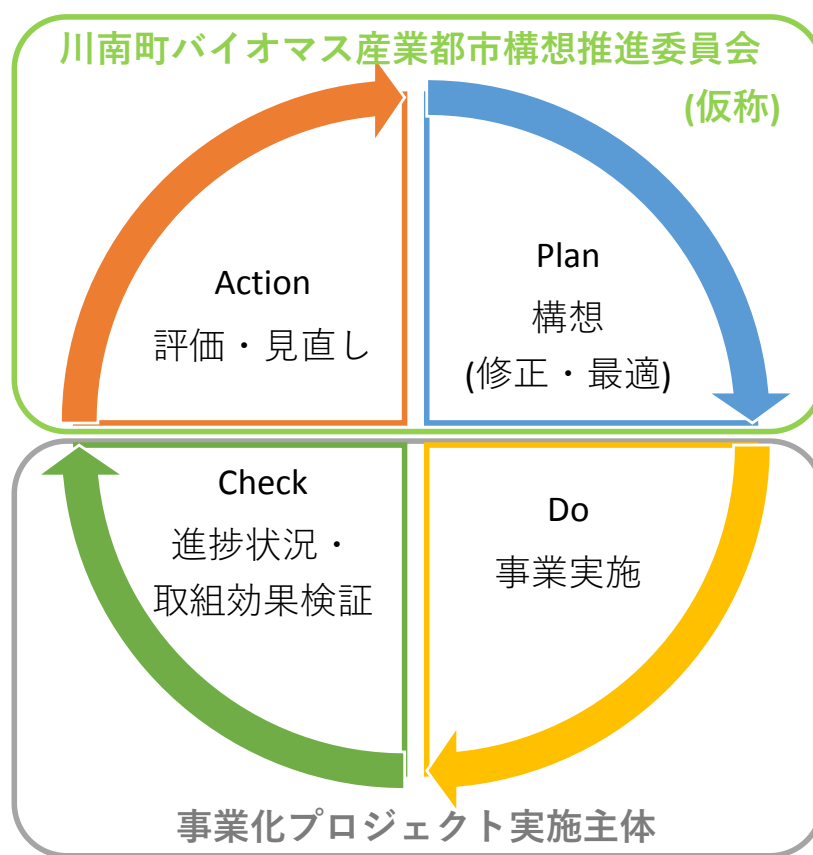 川南町バイオマス産業都市構想推進委員会
(仮称)
Action
評価・見直し
Plan
構想
(修正・最適)
Check
進捗状況・
取組効果検証
Do
事業実施
事業化プロジェクト実施主体